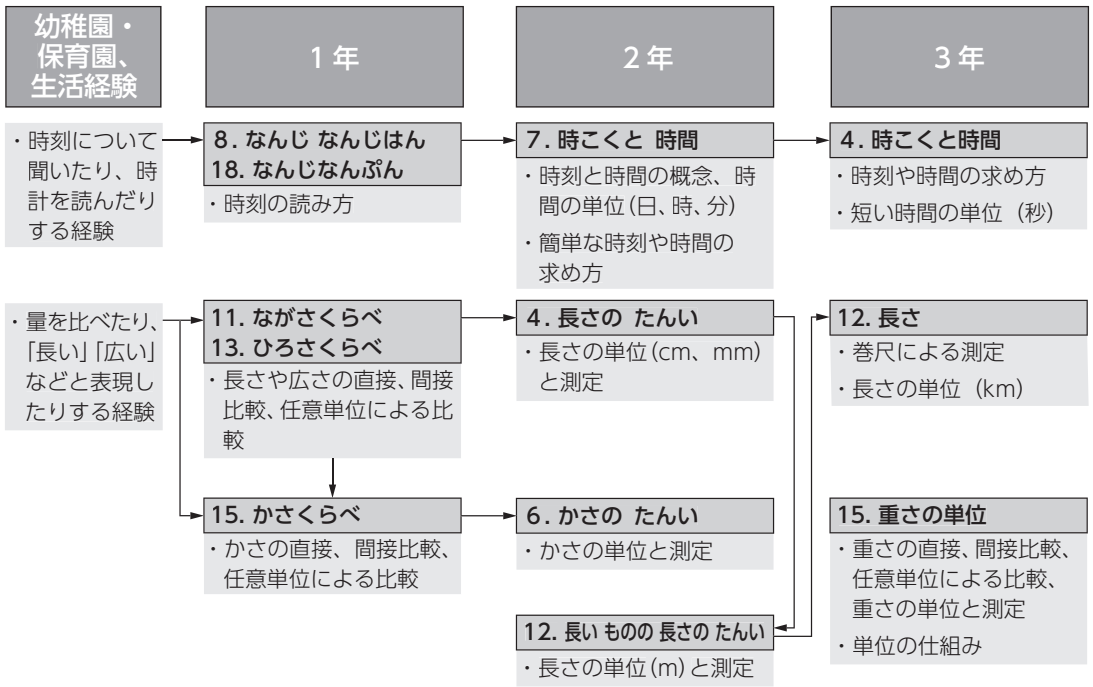 幼稚園・
保育園、
生活経験
1年
2年
3年
・時刻について
聞いたり、時
計を読んだり
する経験
8. なんじ なんじはん
18. なんじなんぷん
・時刻の読み方
7. 時こくと 時間
・時刻と時間の概念、時
間の単位(日、時、分)
・簡単な時刻や時間の
求め方
4. 時こくと時間
・時刻や時間の求め方
・短い時間の単位(秒)
・量を比べたり、
「長い」「広い」
などと表現し
たりする経験
11. ながさくらべ
13. ひろさくらべ
・長さや広さの直接、間接
比較、任意単位による比
較
4. 長さの たんい
・長さの単位(cm、mm)
と測定
12. 長さ
・巻尺による測定
・長さの単位(km)
15. かさくらべ
・かさの直接、間接比較、
任意単位による比較
6. かさの たんい
・かさの単位と測定
15. 重さの単位
・重さの直接、間接比較、
任意単位による比較、
重さの単位と測定
・単位の仕組み
12. 長い ものの 長さの たんい
・長さの単位(m)と測定